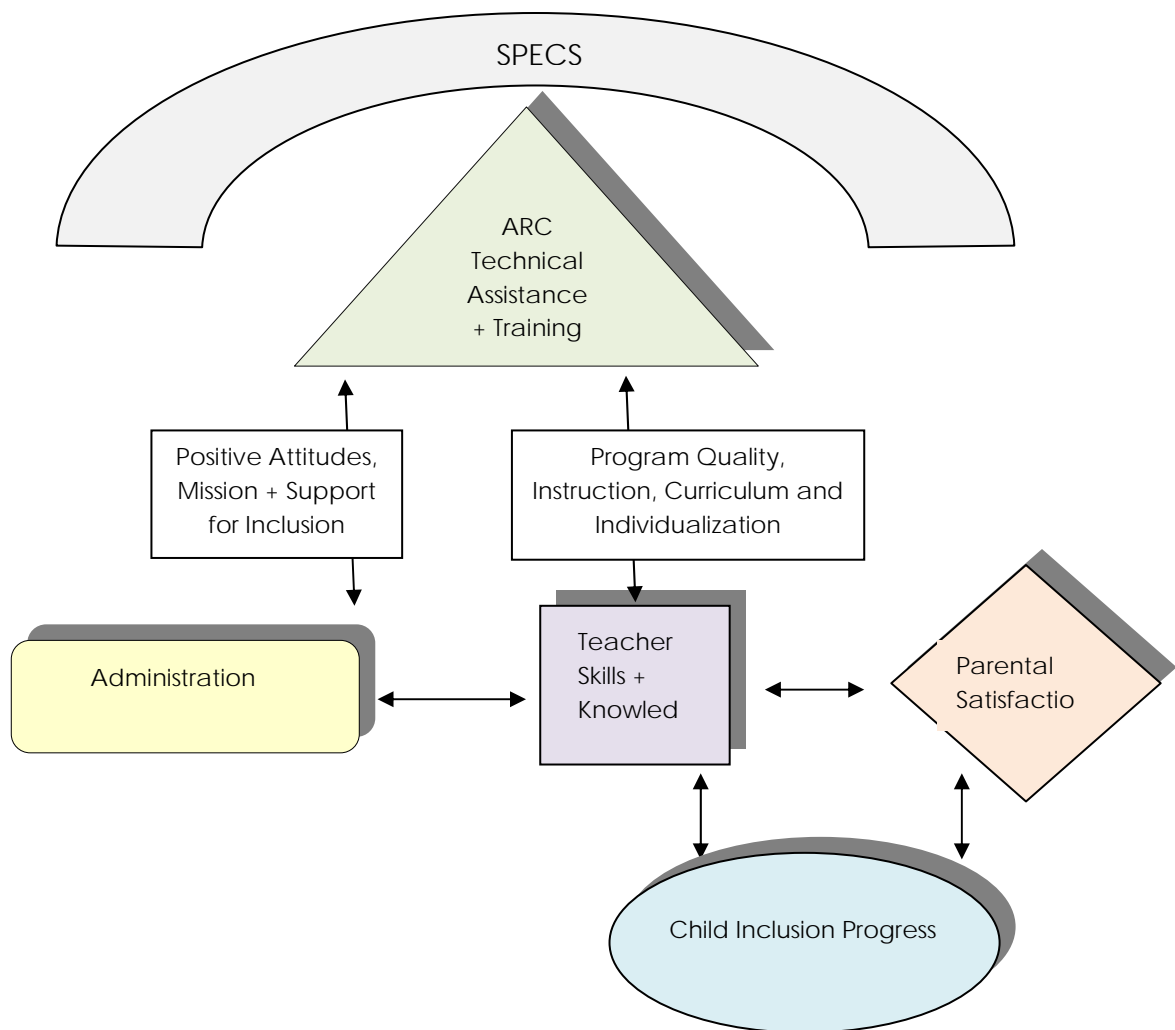 SPECS
ARC
Technical
Assistance
+ Training
Positive Attitudes,
Mission + Support
for Inclusion
Program Quality,
Instruction, Curriculum and
Individualization
Administration
Teacher
Skills +
Knowled
Parental
Satisfactio
Child Inclusion Progress